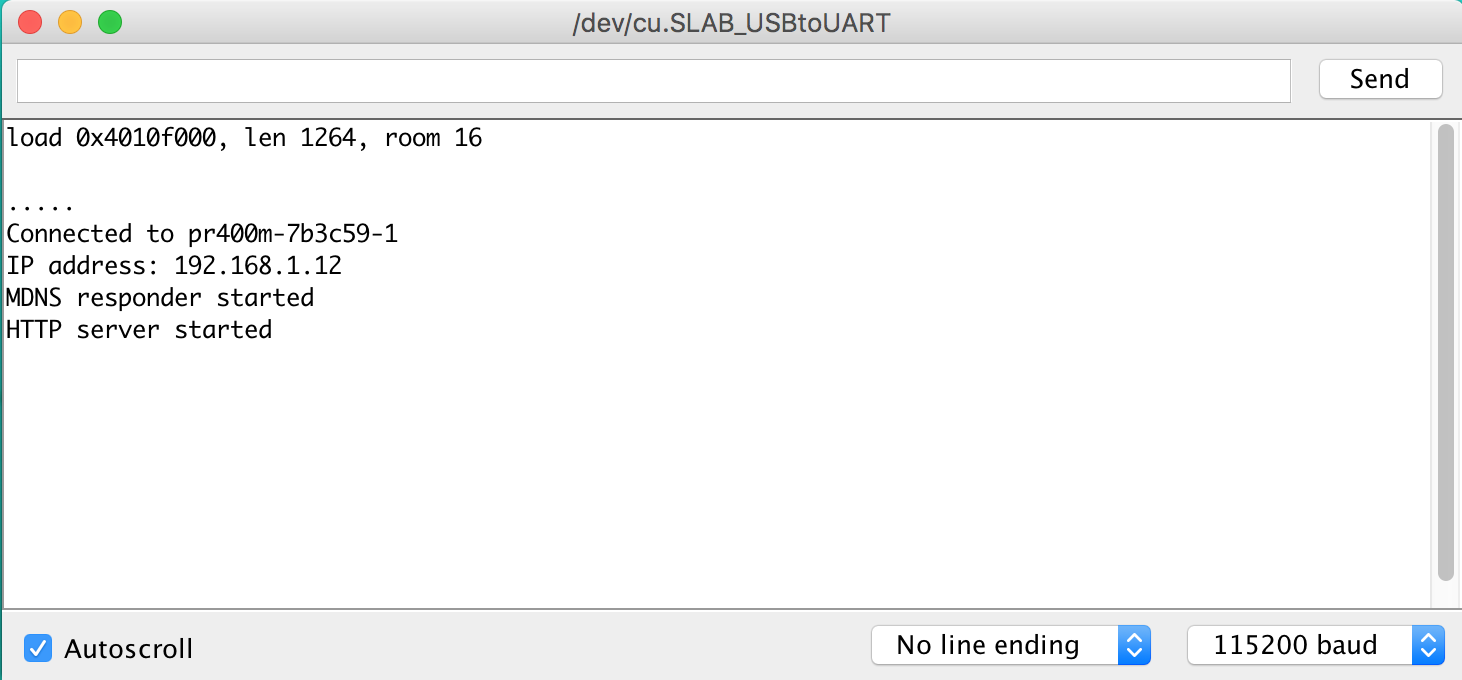 /dev/cu.SLAB_USBtoUART
Send
load 0x4010f000, len 1264, room 16
.....
Connected to pr400m-7b3c59-1
IP address: 192.168.1.12
MDNS responder started
HTTP server started
Autoscroll
No line ending
115200 baud